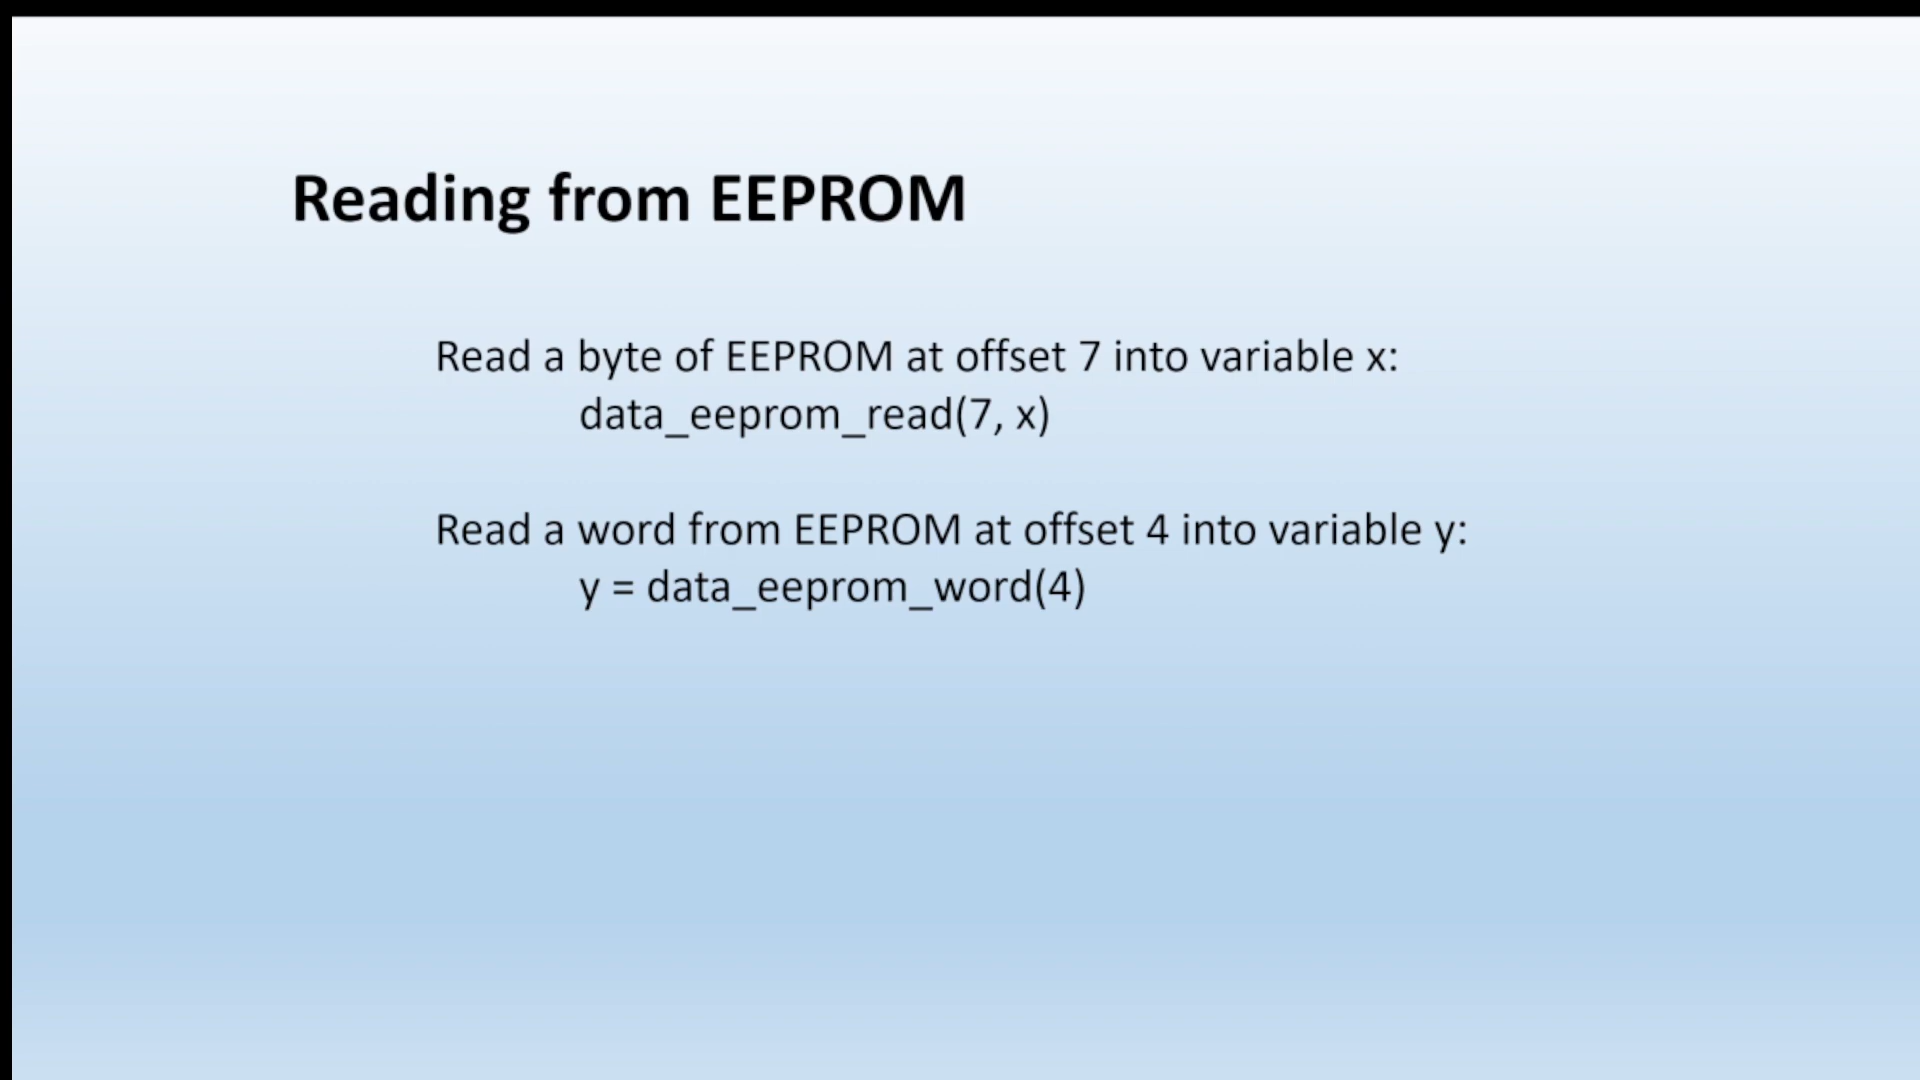 Reading from EEPROM
Read a byte of EEPROM at offset 7 into variable x:
data_eeprom_read(7, x)
Read a word from EEPROM at offset 4 into variable y:
y = data_eeprom_word(4)